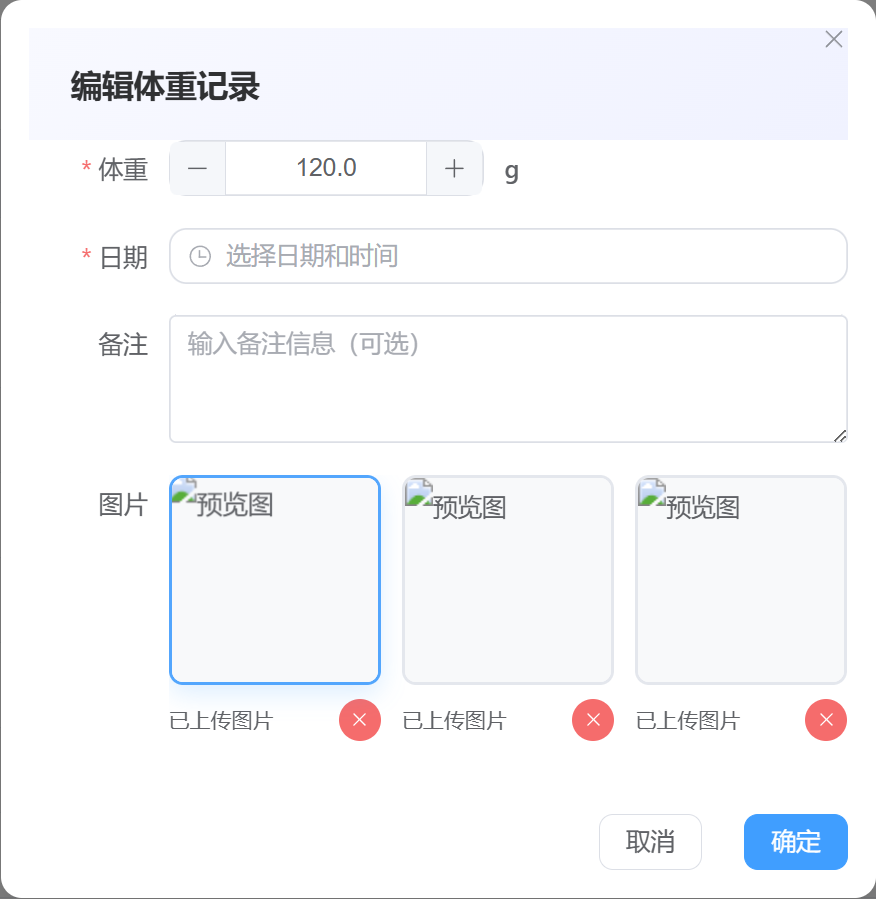 编辑体重记录
* 体重 120.0 g
* 日期 选择日期和时间
备注 输入备注信息（可选）
图片 预览图 预览图 预览图
已上传图片 已上传图片 已上传图片
取消 确定